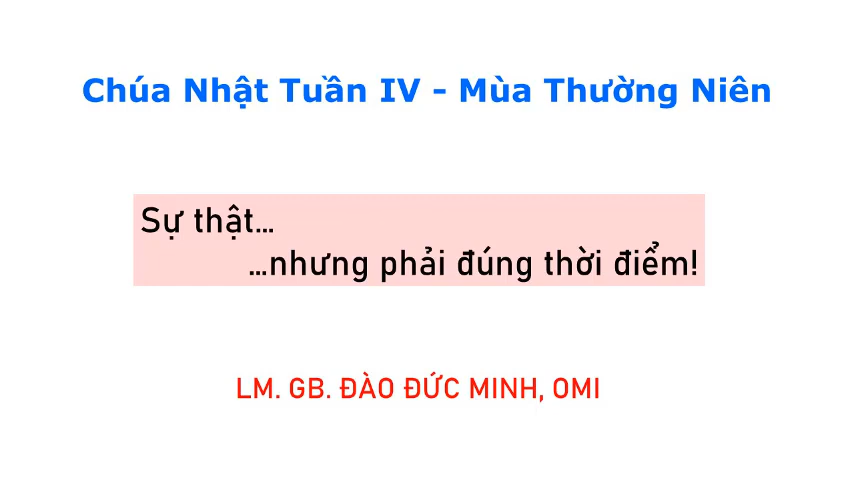 Chúa Nhật Tuần IV - Mùa Thường Niên
Sự thật...
...nhưng phải đúng thời điểm!
LM. GB. ĐÀO ĐỨC MINH, OMI